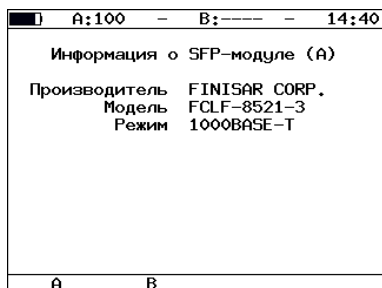 A:100 – B:---- – 14:40
Информация о SFP-модуле (A)
Производитель FINISAR CORP.
Модель FCLF-8521-3
Режим 1000BASE-T
A B